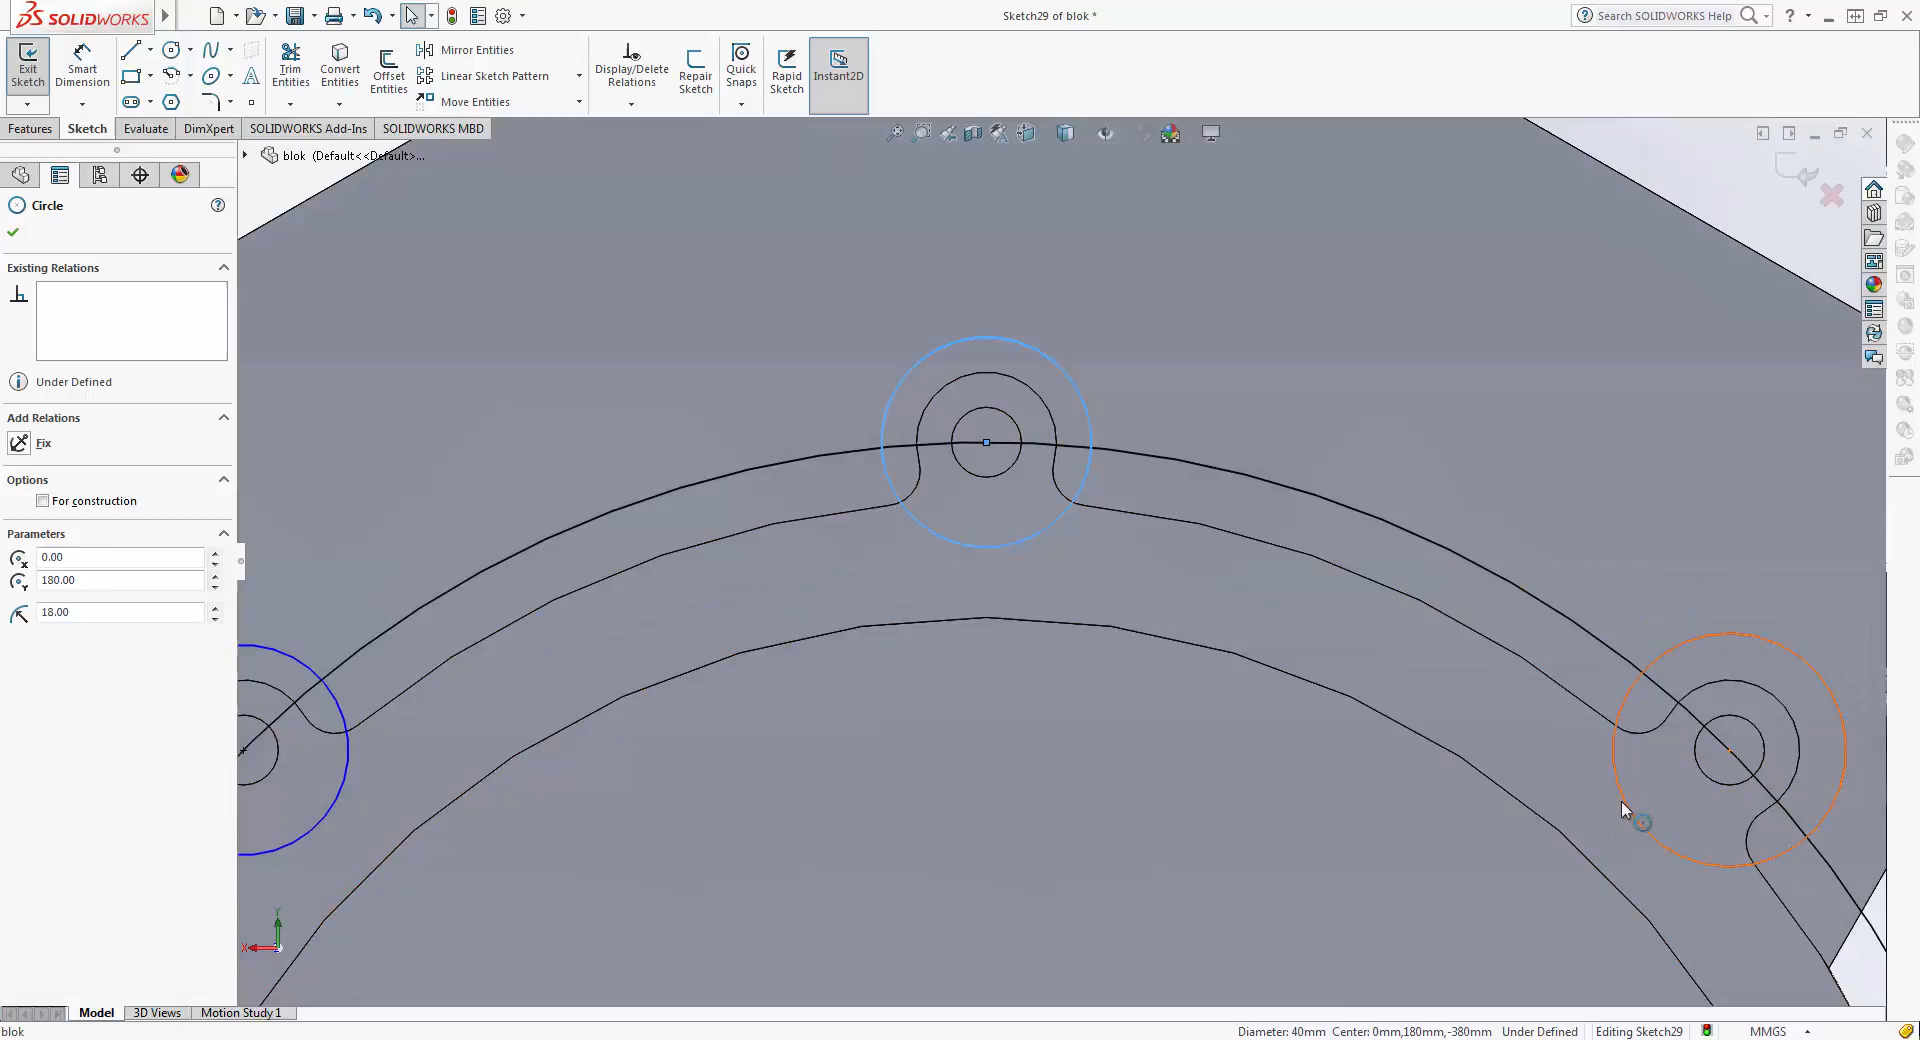 SOLIDWORKS
Sketch29 of blok *
Search SOLIDWORKS Help
Exit Sketch
Smart Dimension
Trim Entities
Convert Entities
Offset Entities
Mirror Entities
Linear Sketch Pattern
Move Entities
Display/Delete Relations
Repair Sketch
Quick Snaps
Rapid Sketch
Instant2D
Features
Sketch
Evaluate
DimXpert
SOLIDWORKS Add-Ins
SOLIDWORKS MBD
blok (Default<<Default>...
Circle
Existing Relations
Under Defined
Add Relations
Fix
Options
For construction
Parameters
0.00
180.00
18.00
Y
X
Model
3D Views
Motion Study 1
blok
Diameter: 40mm Center: 0mm,180mm,-380mm
Under Defined
Editing Sketch29
MMGS